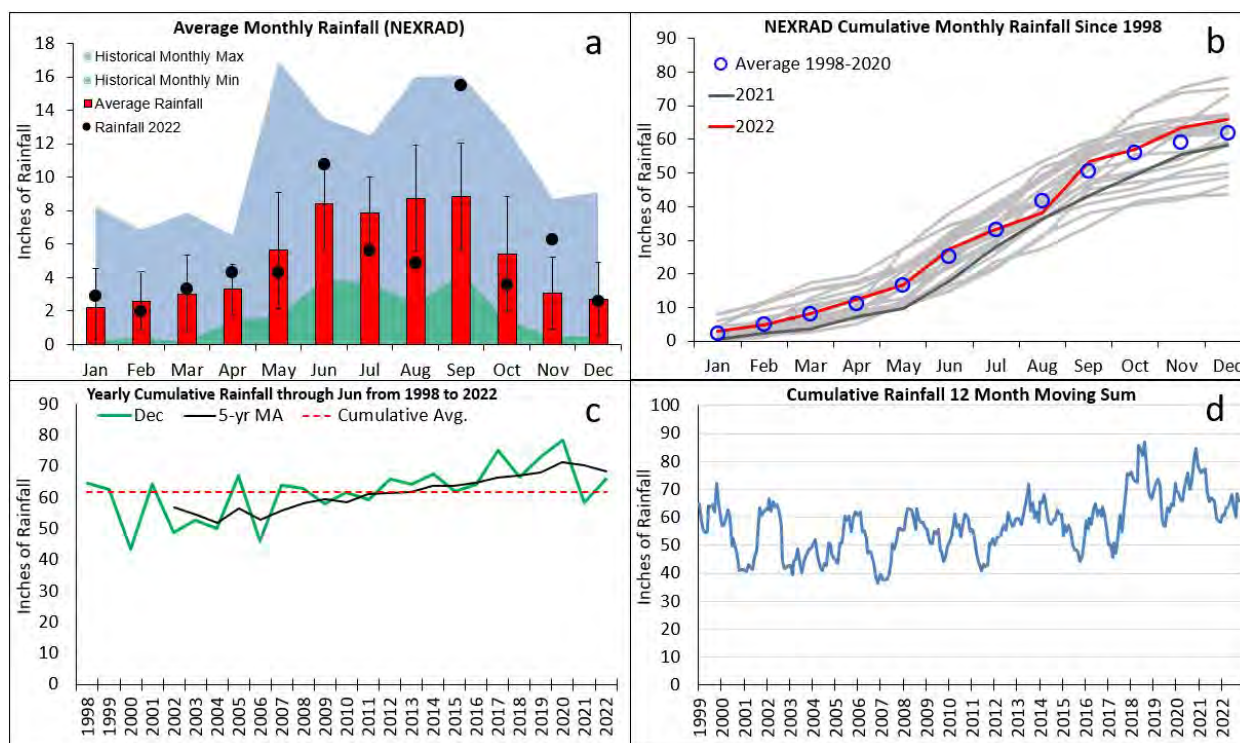 Average Monthly Rainfall (NEXRAD)
a
18
16
14
12
10
8
6
4
2
0
Inches of Rainfall
Historical Monthly Max
Historical Monthly Min
Average Rainfall
Rainfall 2022
Jan Feb Mar Apr May Jun Jul Aug Sep Oct Nov Dec
NEXRAD Cumulative Monthly Rainfall Since 1998
b
90
80
70
60
50
40
30
20
10
0
Inches of Rainfall
Average 1998-2020
2021
2022
Jan Feb Mar Apr May Jun Jul Aug Sep Oct Nov Dec
Yearly Cumulative Rainfall through Jun from 1998 to 2022
c
Dec 5-yr MA Cumulative Avg.
90
80
70
60
50
40
30
20
10
0
Inches of Rainfall
1998 1999 2000 2001 2002 2003 2004 2005 2006 2007 2008 2009 2010 2011 2012 2013 2014 2015 2016 2017 2018 2019 2020 2021 2022
Cumulative Rainfall 12 Month Moving Sum
d
100
90
80
70
60
50
40
30
20
10
0
Inches of Rainfall
1999 2000 2001 2002 2003 2004 2005 2006 2007 2008 2009 2010 2011 2012 2013 2014 2015 2016 2017 2018 2019 2020 2021 2022